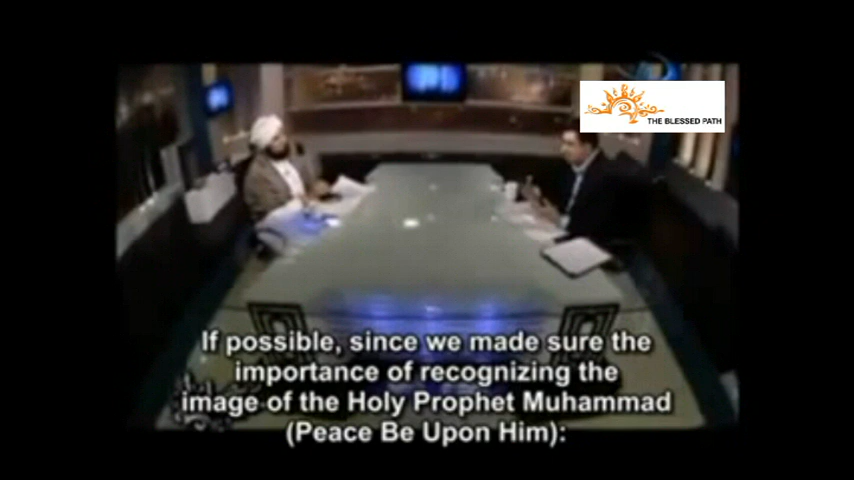 THE BLESSED PATH
If possible, since we made sure the
importance of recognizing the
image of the Holy Prophet Muhammad
(Peace Be Upon Him):